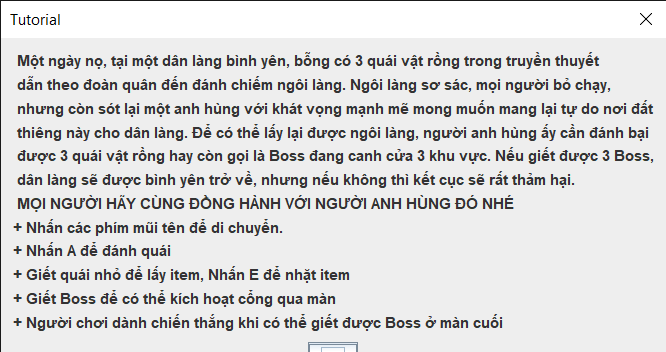 Tutorial
Một ngày nọ, tại một dân làng bình yên, bỗng có 3 quái vật rồng trong truyền thuyết
dẫn theo đoàn quân đến đánh chiếm ngôi làng. Ngôi làng sơ sác, mọi người bỏ chạy,
nhưng còn sót lại một anh hùng với khát vọng mạnh mẽ mong muốn mang lại tự do nơi đất
thiêng này cho dân làng. Để có thể lấy lại được ngôi làng, người anh hùng ấy cần đánh bại
được 3 quái vật rồng hay còn gọi là Boss đang canh cửa 3 khu vực. Nếu giết được 3 Boss,
dân làng sẽ được bình yên trở về, nhưng nếu không thì kết cục sẽ rất thảm hại.
MỌI NGƯỜI HÃY CÙNG ĐỒNG HÀNH VỚI NGƯỜI ANH HÙNG ĐÓ NHÉ
+ Nhấn các phím mũi tên để di chuyển.
+ Nhấn A để đánh quái
+ Giết quái nhỏ để lấy item, Nhấn E để nhặt item
+ Giết Boss để có thể kích hoạt cổng qua màn
+ Người chơi dành chiến thắng khi có thể giết được Boss ở màn cuối